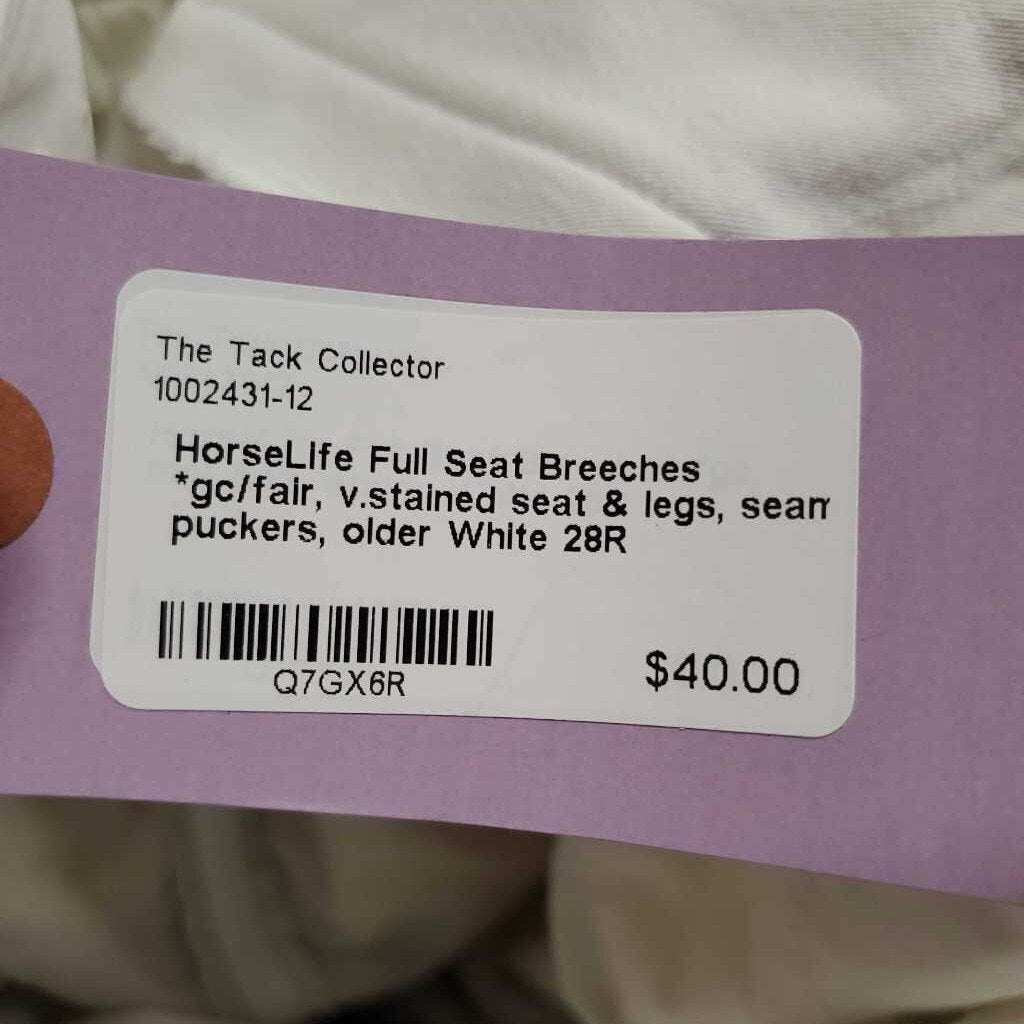 The Tack Collector
1002431-12
HorseLife Full Seat Breeches
*gc/fair, v.stained seat & legs, seam
puckers, older White 28R
Q7GX6R
$40.00